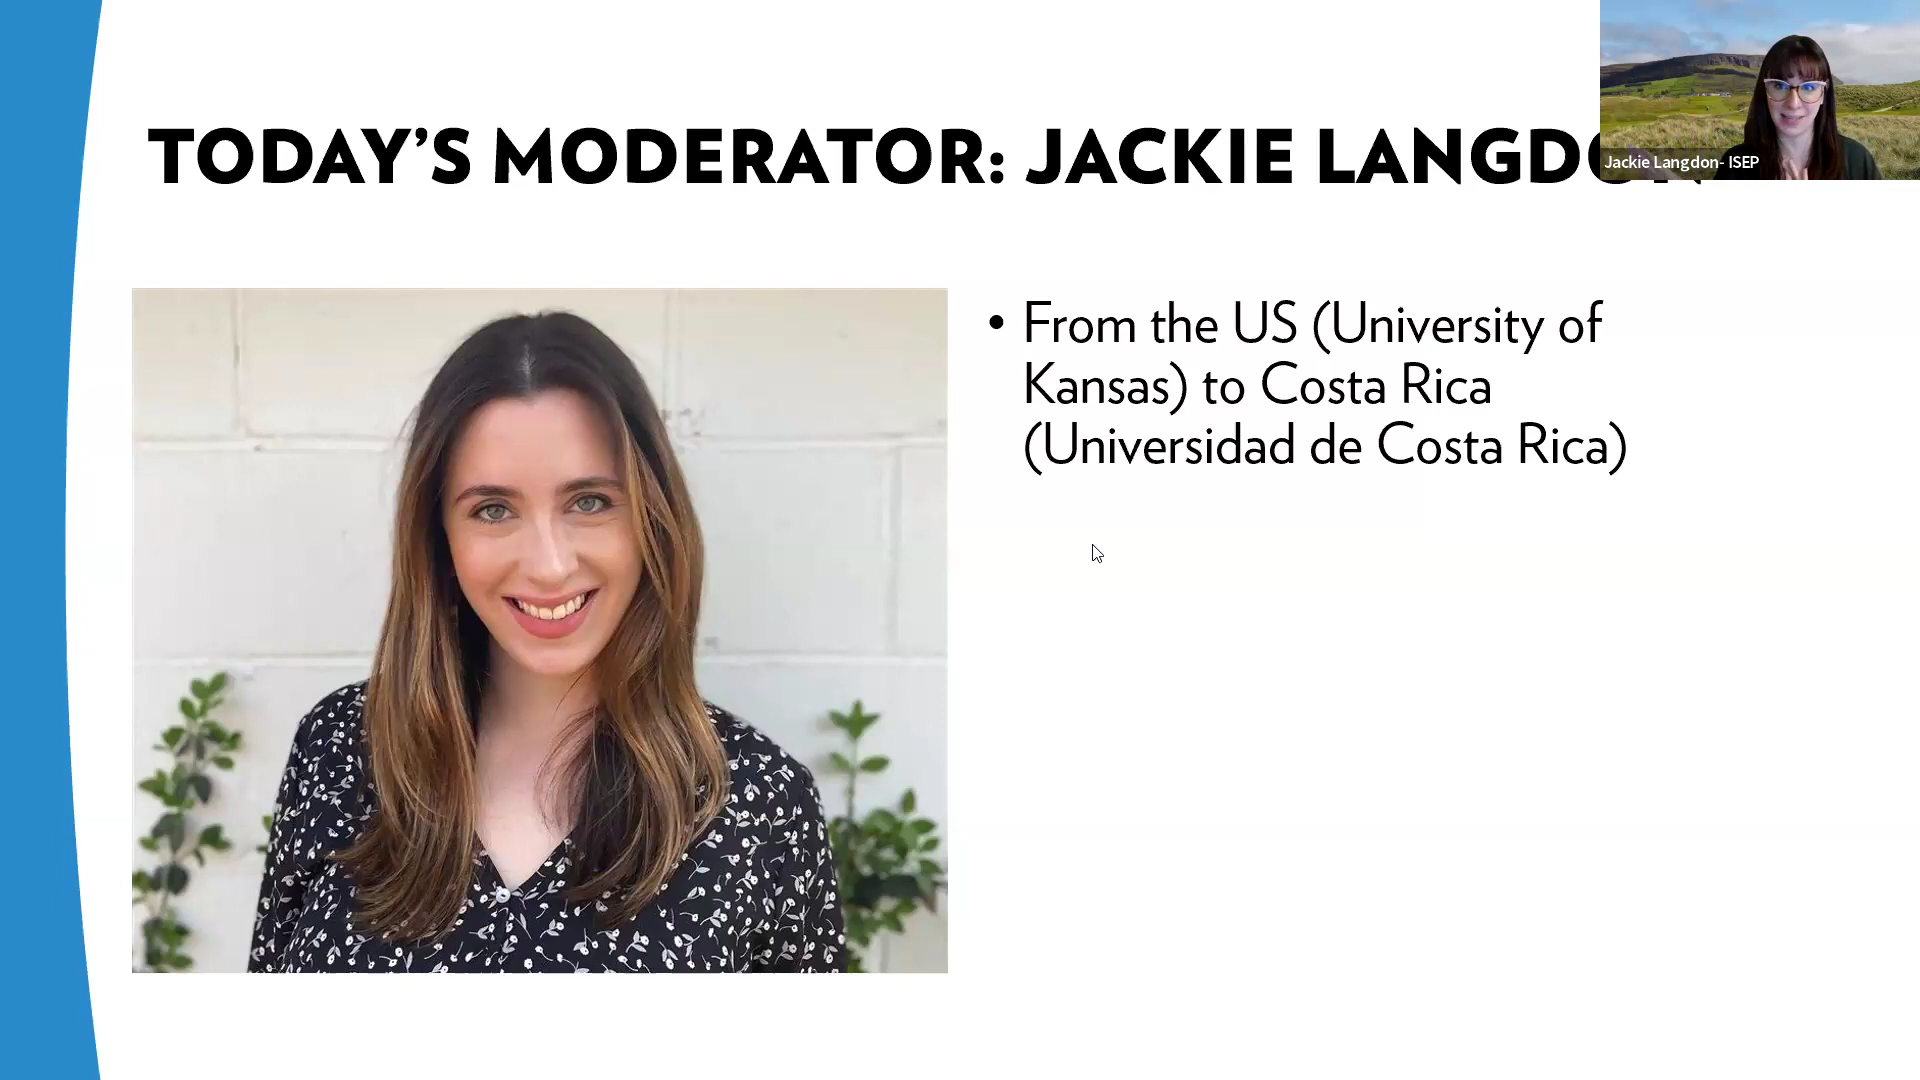 TODAY’S MODERATOR: JACKIE LANGDON
Jackie Langdon- ISEP
• From the US (University of
Kansas) to Costa Rica
(Universidad de Costa Rica)